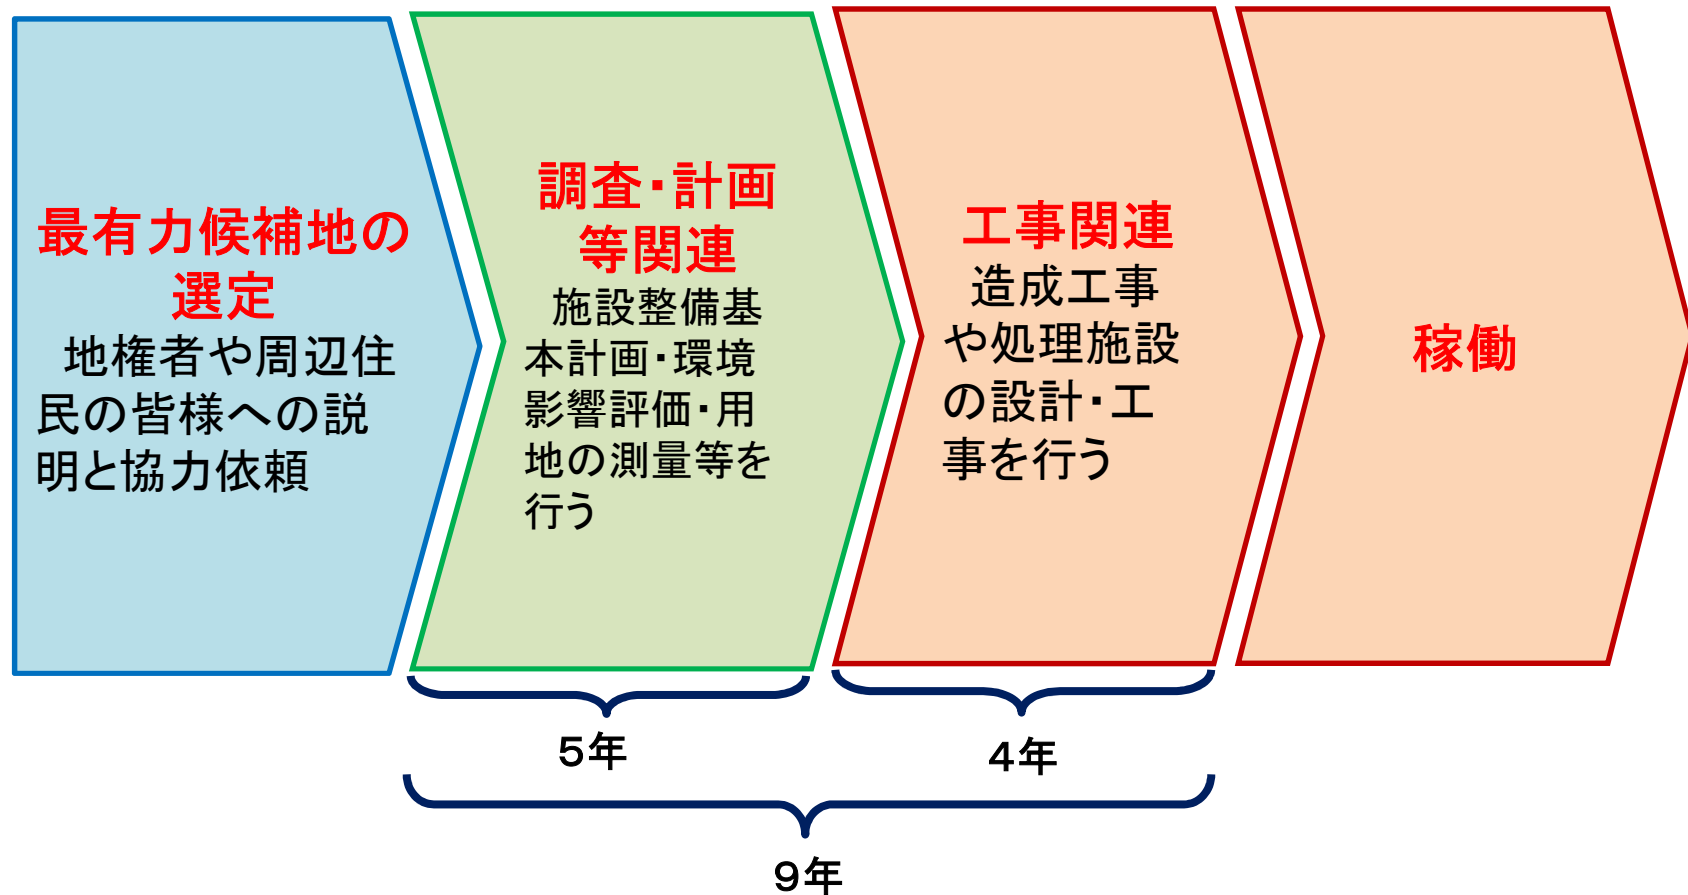 最有力候補地の
選定
地権者や周辺住
民の皆様への説
明と協力依頼
調査・計画
等関連
施設整備基
本計画・環境
影響評価・用
地の測量等を
行う
工事関連
造成工事
や処理施設
の設計・工
事を行う
稼働
5年
4年
9年